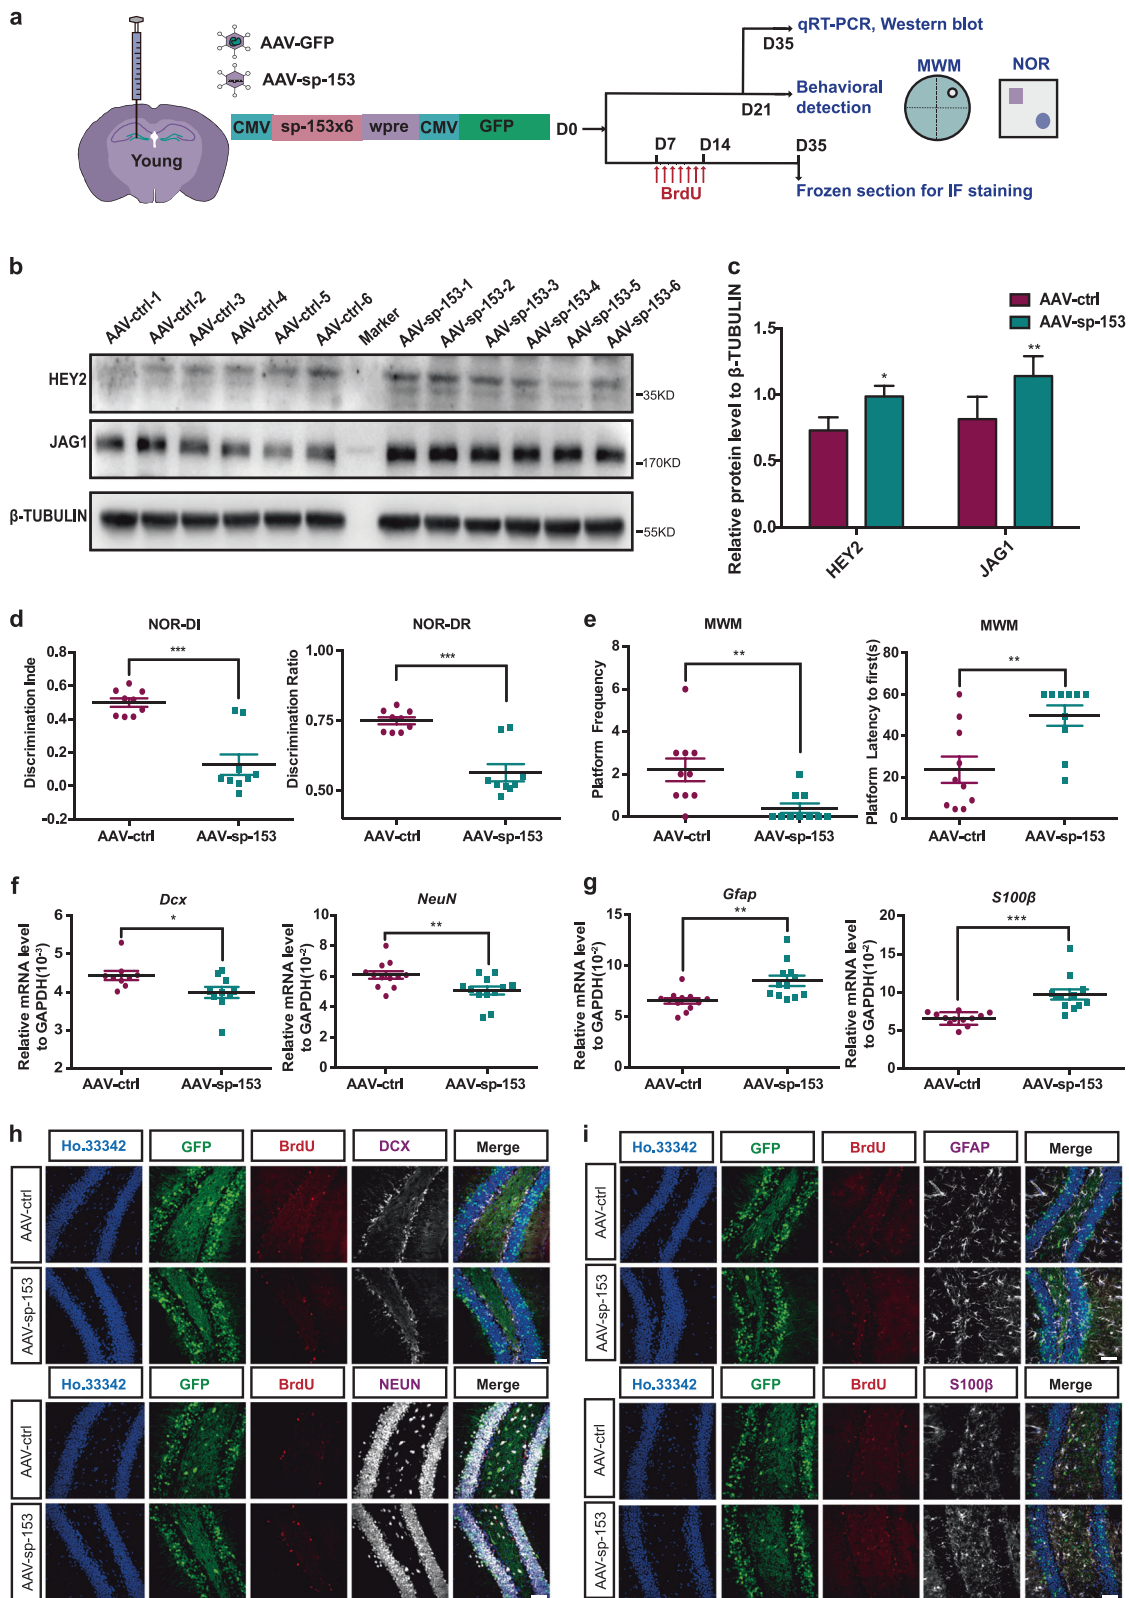 a
AAV-GFP
AAV-sp-153
Young
CMV sp-153x6 wpre CMV GFP
D0
D7 D14
BrdU
D21
D35
D35
qRT-PCR, Western blot
Behavioral
detection
Frozen section for IF staining
MWM
NOR
b
AAV-ctrl-1
AAV-ctrl-2
AAV-ctrl-3
AAV-ctrl-4
AAV-ctrl-5
AAV-ctrl-6
Marker
AAV-sp-153-1
AAV-sp-153-2
AAV-sp-153-3
AAV-sp-153-4
AAV-sp-153-5
AAV-sp-153-6
HEY2
35KD
JAG1
170KD
β-TUBULIN
55KD
c
AAV-ctrl
AAV-sp-153
Relative protein level to β-TUBULIN
1.5
1.0
0.5
0.0
*
**
HEY2
JAG1
d
NOR-DI
Discrimination Inde
0.8
0.6
0.4
0.2
0.0
-0.2
***
AAV-ctrl AAV-sp-153
NOR-DR
Discrimination Ratio
1.00
0.75
0.50
***
AAV-ctrl AAV-sp-153
e
MWM
Platform Frequency
8
6
4
2
0
**
AAV-ctrl AAV-sp-153
MWM
Platform Latency to first(s)
80
60
40
20
0
**
AAV-ctrl AAV-sp-153
f
Dcx
Relative mRNA level
to GAPDH(10-3)
6
5
4
3
2
*
AAV-ctrl AAV-sp-153
NeuN
Relative mRNA level
to GAPDH(10-2)
10
8
6
4
2
0
**
AAV-ctrl AAV-sp-153
g
Gfap
Relative mRNA level
to GAPDH(10-2)
15
10
5
0
**
AAV-ctrl AAV-sp-153
S100β
Relative mRNA level
to GAPDH(10-2)
20
15
10
5
0
***
AAV-ctrl AAV-sp-153
h
Ho.33342 GFP BrdU DCX Merge
AAV-ctrl
AAV-sp-153
Ho.33342 GFP BrdU NEUN Merge
AAV-ctrl
AAV-sp-153
i
Ho.33342 GFP BrdU GFAP Merge
AAV-ctrl
AAV-sp-153
Ho.33342 GFP BrdU S100β Merge
AAV-ctrl
AAV-sp-153